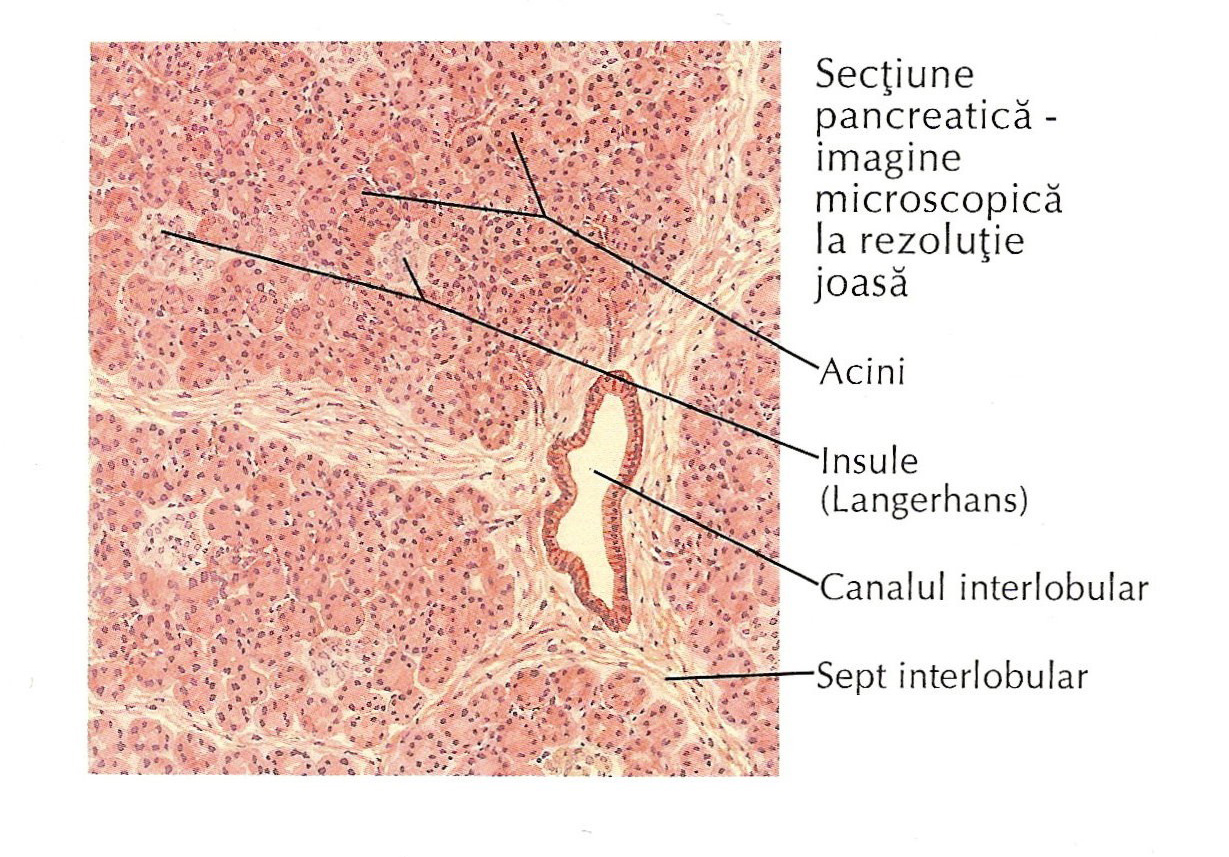 Secţiune
pancreatică -
imagine
microscopică
la rezoluţie
joasă
Acini
Insule
(Langerhans)
Canalul interlobular
Sept interlobular